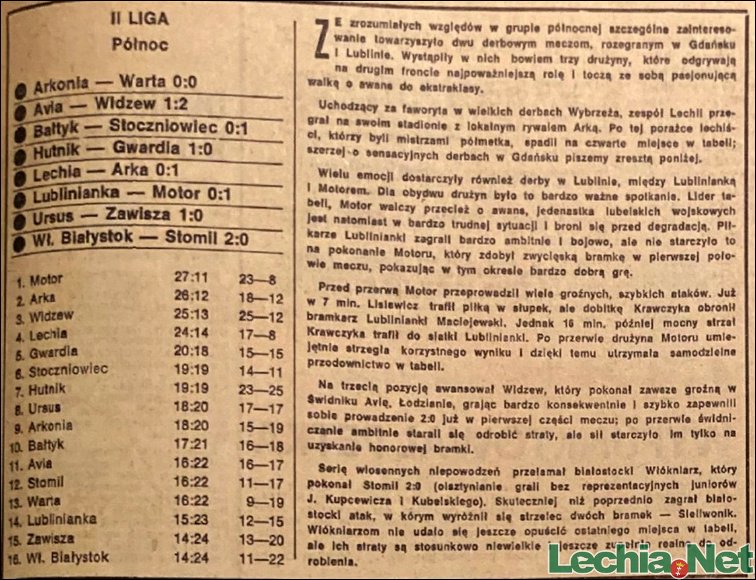 II LIGA
Północ
Arkonia — Warta 0:0
Avia — Widzew 1:2
Bałtyk — Stoczniowiec 0:1
Hutnik — Gwardia 1:0
Lechia — Arka 0:1
Lublinianka — Motor 0:1
Ursus — Zawisza 1:0
Wł. Białystok — Stomil 2:0
1. Motor 27:11 23—8
2. Arka 26:12 18—12
3. Widzew 25:13 25—12
4. Lechia 24:14 17—8
5. Gwardia 20:18 15—15
6. Stoczniowiec 19:19 14—11
7. Hutnik 19:19 23—25
8. Ursus 18:20 17—17
9. Arkonia 18:20 15—19
10. Bałtyk 17:21 16—18
11. Avia 16:22 16—17
12. Stomil 16:22 11—17
13. Warta 16:22 9—19
14. Lublinianka 15:23 12—15
15. Zawisza 14:24 13—20
16. Wł. Białystok 14:24 11—22
ZE zrozumiałych względów w grupie północnej szczególne zaintereso-
wanie towarzyszyło dwu derbowym meczom, rozegranym w Gdańsku
i Lublinie. Wystąpiły w nich bowiem trzy drużyny, które odgrywają
na drugim froncie najpoważniejszą rolę i toczą ze sobą pasjonującą
walkę o awans do ekstraklasy.
Uchodzący za faworyta w wielkich derbach Wybrzeża, zespół Lechii prze-
grał na swoim stadionie z lokalnym rywalem Arką. Po tej porażce lechiś-
ci, którzy byli mistrzami półmetka, spadli na czwarte miejsce w tabeli;
szerzej o sensacyjnych derbach w Gdańsku piszemy zresztą poniżej.
Wielu emocji dostarczyły również derby w Lublinie, między Lublinianką
i Motorem. Dla obydwu drużyn było to bardzo ważne spotkanie. Lider ta-
beli, Motor walczy przecież o awans, jedenastka lubelskich wojskowych
jest natomiast w bardzo trudnej sytuacji i broni się przed degradacją. Pił-
karze Lublinianki zagrali bardzo ambitnie i bojowo, ale nie starczyło to
na pokonanie Motoru, który zdobył zwycięską bramkę w pierwszej poło-
wie meczu, pokazując w tym okresie bardzo dobrą grę.
Przed przerwą Motor przeprowadził wiele groźnych, szybkich ataków. Już
w 7 min. Lisiewicz trafił piłką w słupek, ale dobitkę Krawczyka obronił
bramkarz Lublinianki Maciejewski. Jednak 16 min. później mocny strzał
Krawczyka trafił do siatki Lublinianki. Po przerwie drużyna Motoru umie-
jętnie strzegła korzystnego wyniku i dzięki temu utrzymała samodzielne
przodownictwo w tabeli.
Na trzecią pozycję awansował Widzew, który pokonał zawsze groźną w
Świdniku Avię. Łodzianie, grając bardzo konsekwentnie i szybko zapewnili
sobie prowadzenie 2:0 już w pierwszej części meczu; po przerwie świdni-
czanie ambitnie starali się odrobić straty, ale sił starczyło im tylko na
uzyskanie honorowej bramki.
Serię wiosennych niepowodzeń przełamał białostocki Włókniarz, który
pokonał Stomil 2:0 (olsztynianie grali bez reprezentacyjnych juniorów
J. Kupcewicza i Kubelskiego). Skuteczniej niż poprzednio zagrał biało-
stocki atak, w kórym wyróżnił się strzelec dwóch bramek — Sieliwonik.
Włókniarzom nie udało się jeszcze opuścić ostatniego miejsca w tabeli,
ale ich straty są stosunkowo niewielkie i jeszcze zupełnie realne do od-
robienia.
Lechia.Net